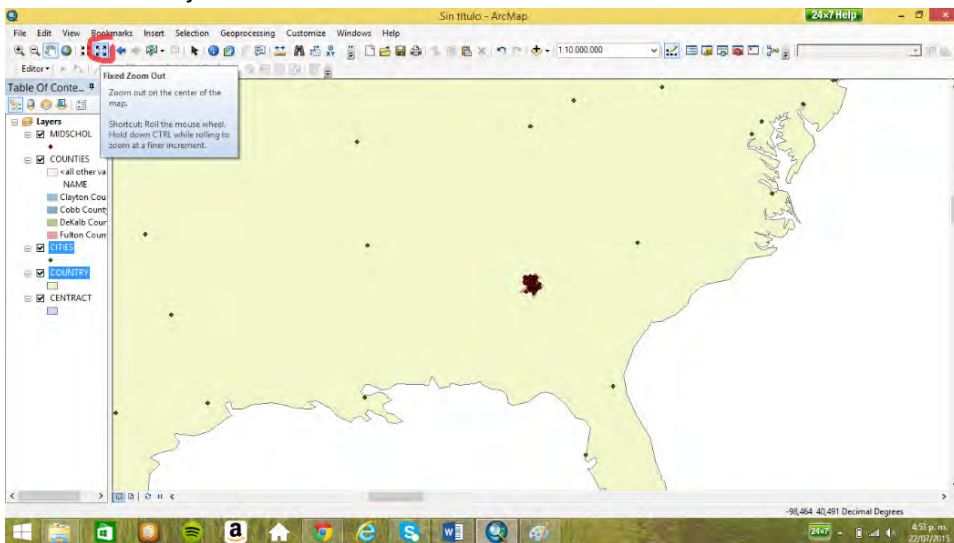 Sin título - ArcMap
24x7 Help
File Edit View Bookmarks Insert Selection Geoprocessing Customize Windows Help
1:10.000.000
Editor
Fixed Zoom Out
Zoom out on the center of the
map.
Shortcut: Roll the mouse wheel.
Hold down CTRL while rolling to
zoom at a finer increment.
Table Of Conte...
Layers
MIDSCHOL
COUNTIES
<all other va
NAME
Clayton Cou
Cobb County
DeKalb Cour
Fulton Coun
CITIES
COUNTRY
CENTRACT
-98,464 40,491 Decimal Degrees
24x7
4:55 p. m.
22/07/2015